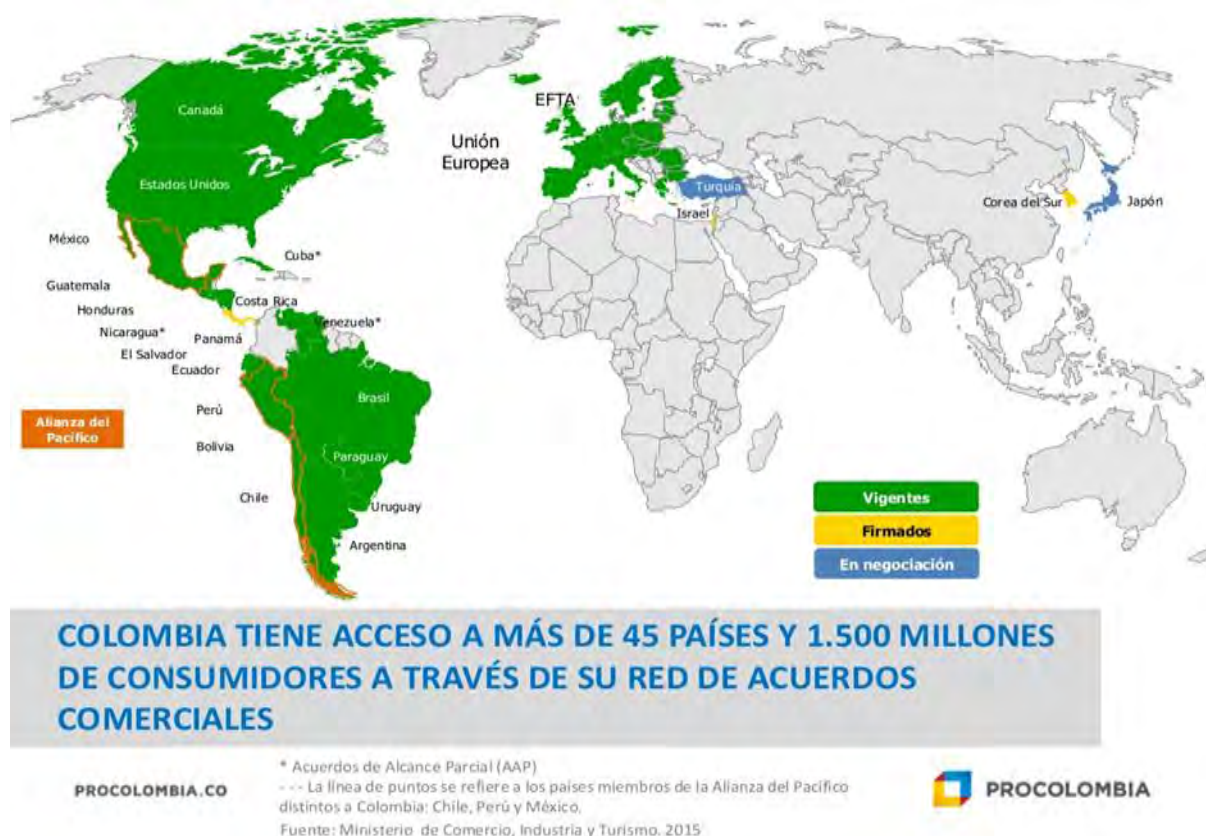 Canadá
EFTA
Unión
Europea
Estados Unidos
Turquía
Israel
Corea del Sur
Japón
México
Cuba*
Guatemala
Costa Rica
Honduras
Nicaragua*
Panamá
Venezuela*
El Salvador
Ecuador
Brasil
Perú
Alianza del
Pacífico
Bolivia
Paraguay
Chile
Uruguay
Argentina
Vigentes
Firmados
En negociación
COLOMBIA TIENE ACCESO A MÁS DE 45 PAÍSES Y 1.500 MILLONES
DE CONSUMIDORES A TRAVÉS DE SU RED DE ACUERDOS
COMERCIALES
PROCOLOMBIA.CO
* Acuerdos de Alcance Parcial (AAP)
- - - La línea de puntos se refiere a los países miembros de la Alianza del Pacífico
distintos a Colombia: Chile, Perú y México.
Fuente: Ministerio de Comercio, Industria y Turismo. 2015
PROCOLOMBIA